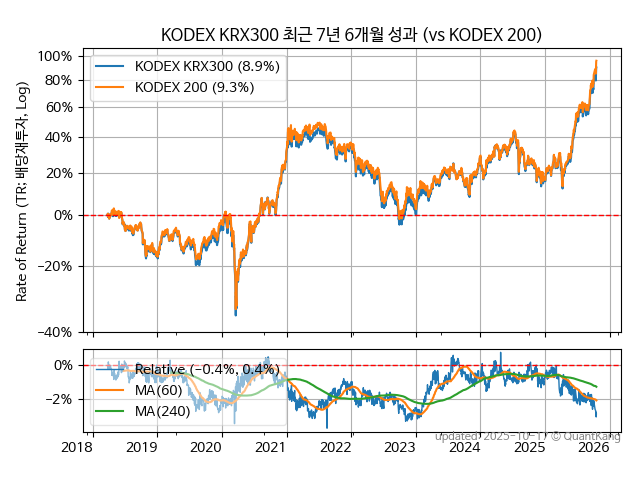 KODEX KRX300 최근 7년 6개월 성과 (vs KODEX 200)
Rate of Return (TR: 배당재투자, Log)
100%
80%
60%
40%
20%
0%
−20%
−40%
KODEX KRX300 (8.9%)
KODEX 200 (9.3%)
0%
−2%
Relative (−0.4%, 0.4%)
MA(60)
MA(240)
2018
2019
2020
2021
2022
2023
2024
2025
2026
updated: 2025-10-17 © QuantKang